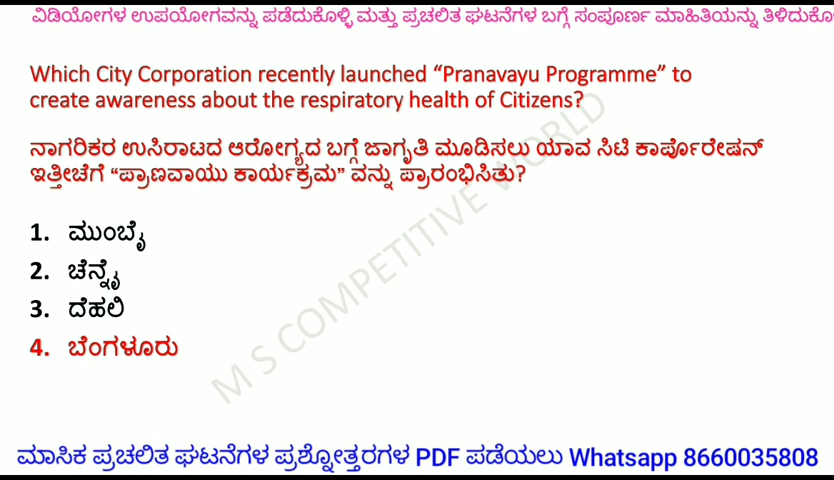 ವಿಡಿಯೋಗಳ ಉಪಯೋಗವನ್ನು ಪಡೆದುಕೊಳ್ಳಿ ಮತ್ತು ಪ್ರಚಲಿತ ಘಟನೆಗಳ ಬಗ್ಗೆ ಸಂಪೂರ್ಣ ಮಾಹಿತಿಯನ್ನು
Which City Corporation recently launched “Pranavayu Programme” to
create awareness about the respiratory health of Citizens?
ನಾಗರಿಕರ ಉಸಿರಾಟದ ಆರೋಗ್ಯದ ಬಗ್ಗೆ ಜಾಗೃತಿ ಮೂಡಿಸಲು ಯಾವ ಸಿಟಿ ಕಾರ್ಪೊರೇಷನ್
ಇತ್ತೀಚೆಗೆ “ಪ್ರಾಣವಾಯು ಕಾರ್ಯಕ್ರಮ” ವನ್ನು ಪ್ರಾರಂಭಿಸಿತು?
1. ಮುಂಬೈ
2. ಚೆನ್ನೈ
3. ದೆಹಲಿ
4. ಬೆಂಗಳೂರು
M S COMPETITIVE WORLD
ಮಾಸಿಕ ಪ್ರಚಲಿತ ಘಟನೆಗಳ ಪ್ರಶ್ನೋತ್ತರಗಳ PDF ಪಡೆಯಲು Whatsapp 8660035808